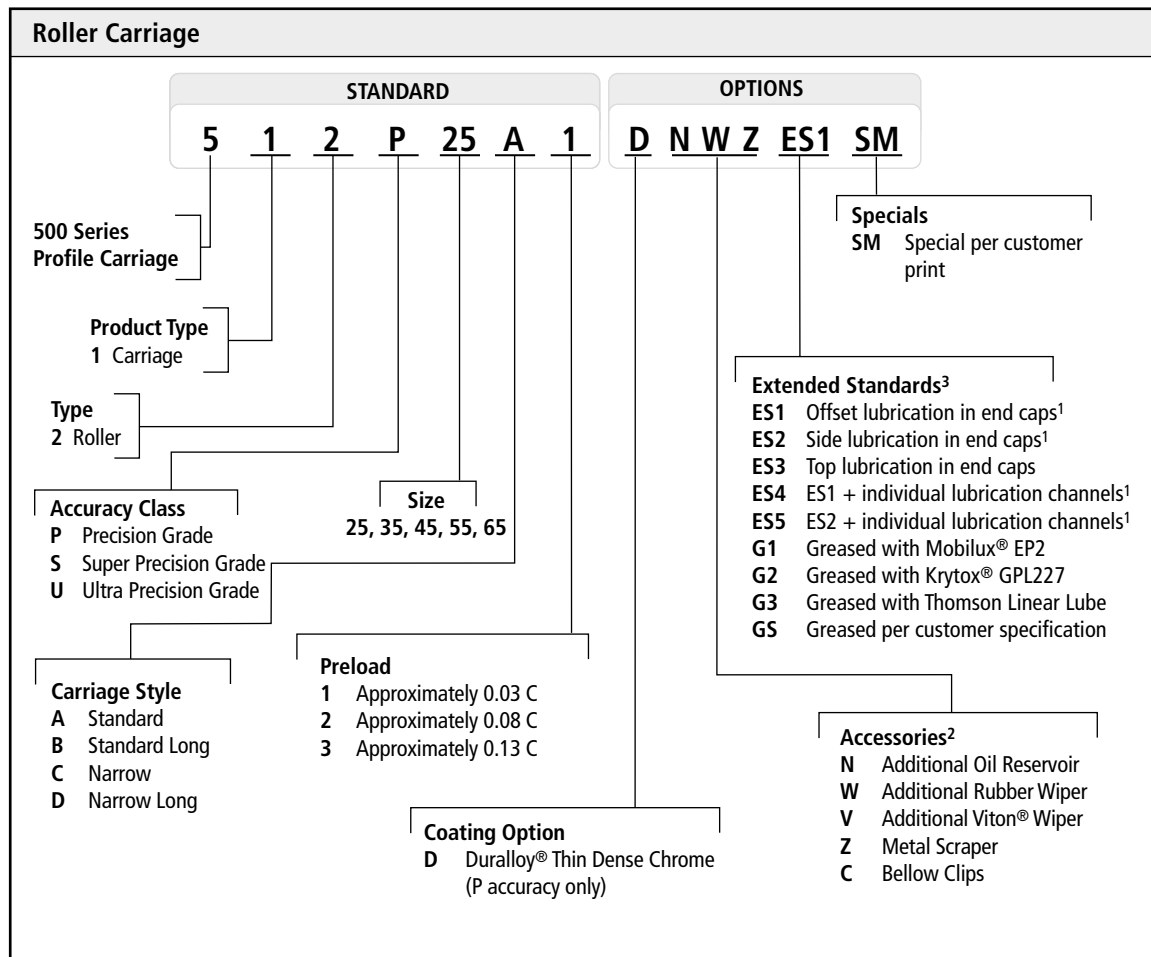 Roller Carriage
STANDARD
OPTIONS
5 1 2 P 25 A 1 D N W Z ES1 SM
500 Series
Profile Carriage
Product Type
1 Carriage
Type
2 Roller
Accuracy Class
P Precision Grade
S Super Precision Grade
U Ultra Precision Grade
Size
25, 35, 45, 55, 65
Carriage Style
A Standard
B Standard Long
C Narrow
D Narrow Long
Preload
1 Approximately 0.03 C
2 Approximately 0.08 C
3 Approximately 0.13 C
Coating Option
D Duralloy® Thin Dense Chrome
(P accuracy only)
Specials
SM Special per customer
print
Extended Standards³
ES1 Offset lubrication in end caps¹
ES2 Side lubrication in end caps¹
ES3 Top lubrication in end caps
ES4 ES1 + individual lubrication channels¹
ES5 ES2 + individual lubrication channels¹
G1 Greased with Mobilux® EP2
G2 Greased with Krytox® GPL227
G3 Greased with Thomson Linear Lube
GS Greased per customer specification
Accessories²
N Additional Oil Reservoir
W Additional Rubber Wiper
V Additional Viton® Wiper
Z Metal Scraper
C Bellow Clips